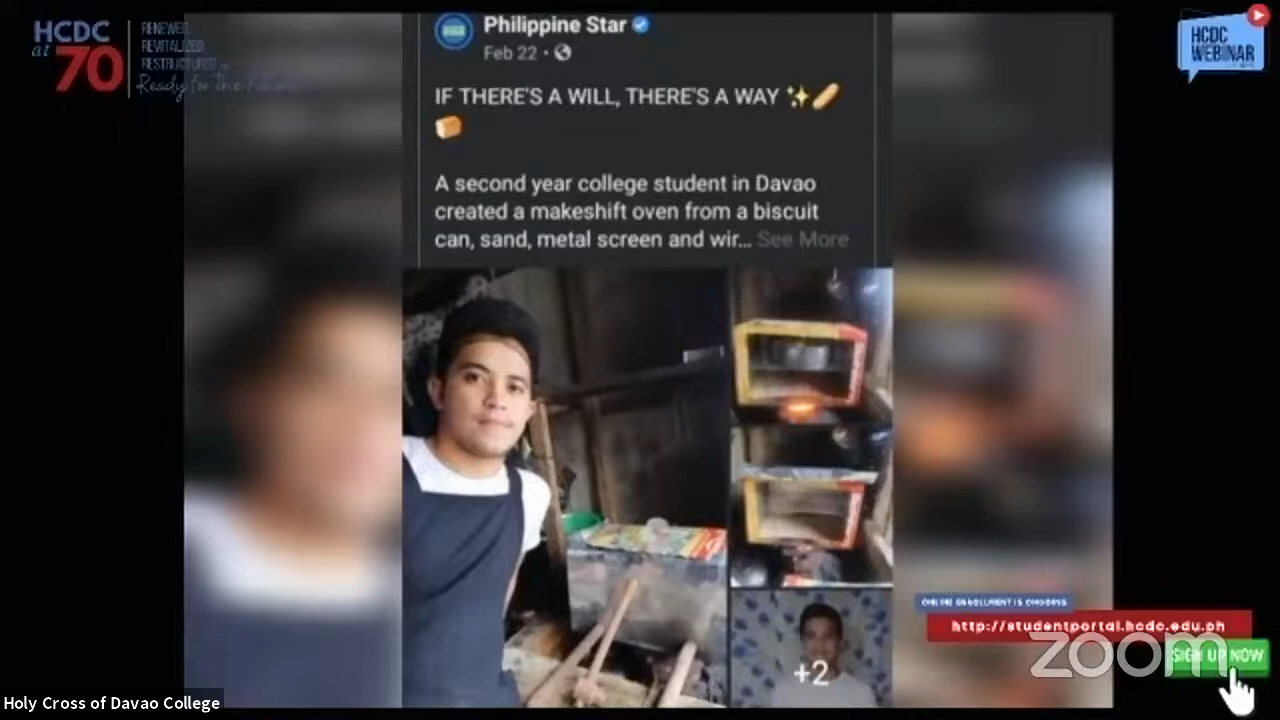 HCDC
at
70
RENEWED,
REVITALIZED,
RESTRUCTURED
Ready for the
HCDC
WEBINAR
Philippine Star
Feb 22 •
IF THERE'S A WILL, THERE'S A WAY ✨🥖
🍞
A second year college student in Davao
created a makeshift oven from a biscuit
can, sand, metal screen and wir... See More
+2
ONLINE ENROLLMENT IS ONGOING
http://studentportal.hcdc.edu.ph
zoom
SIGN UP NOW
Holy Cross of Davao College